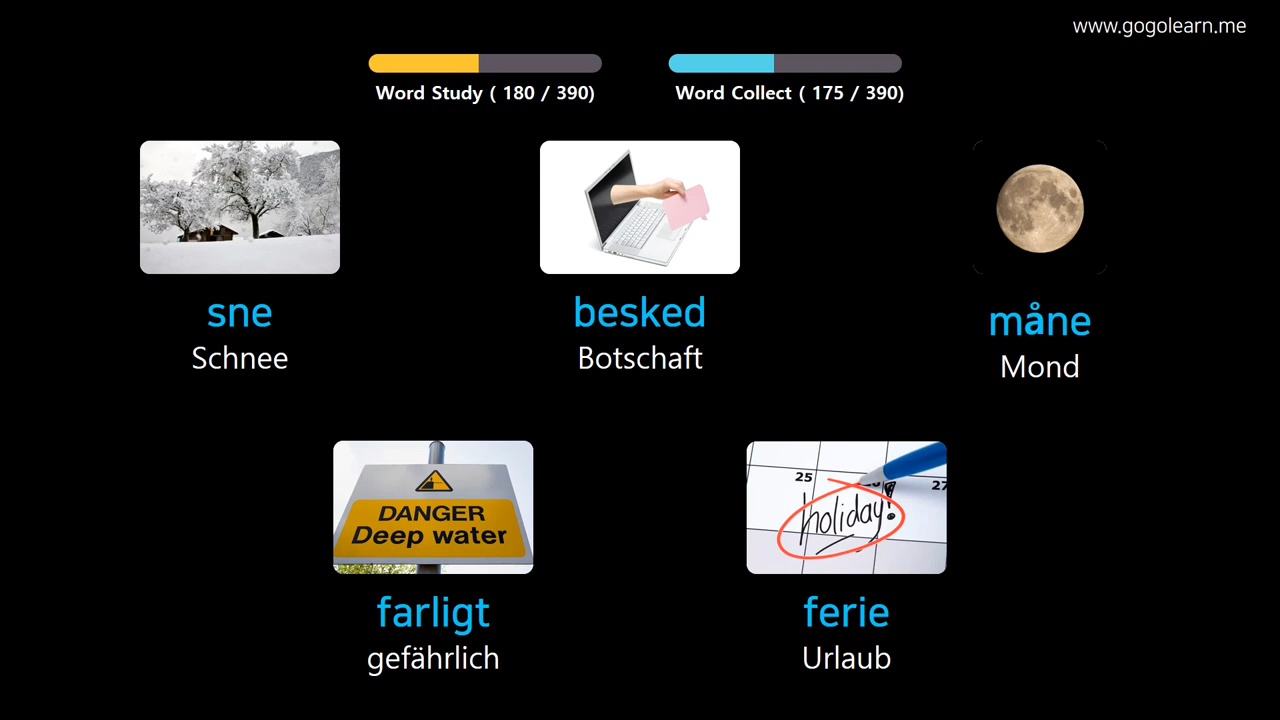 www.gogolearn.me
Word Study ( 180 / 390)
Word Collect ( 175 / 390)
sne
Schnee
besked
Botschaft
måne
Mond
DANGER
Deep water
farligt
gefährlich
25
27
holiday!
ferie
Urlaub